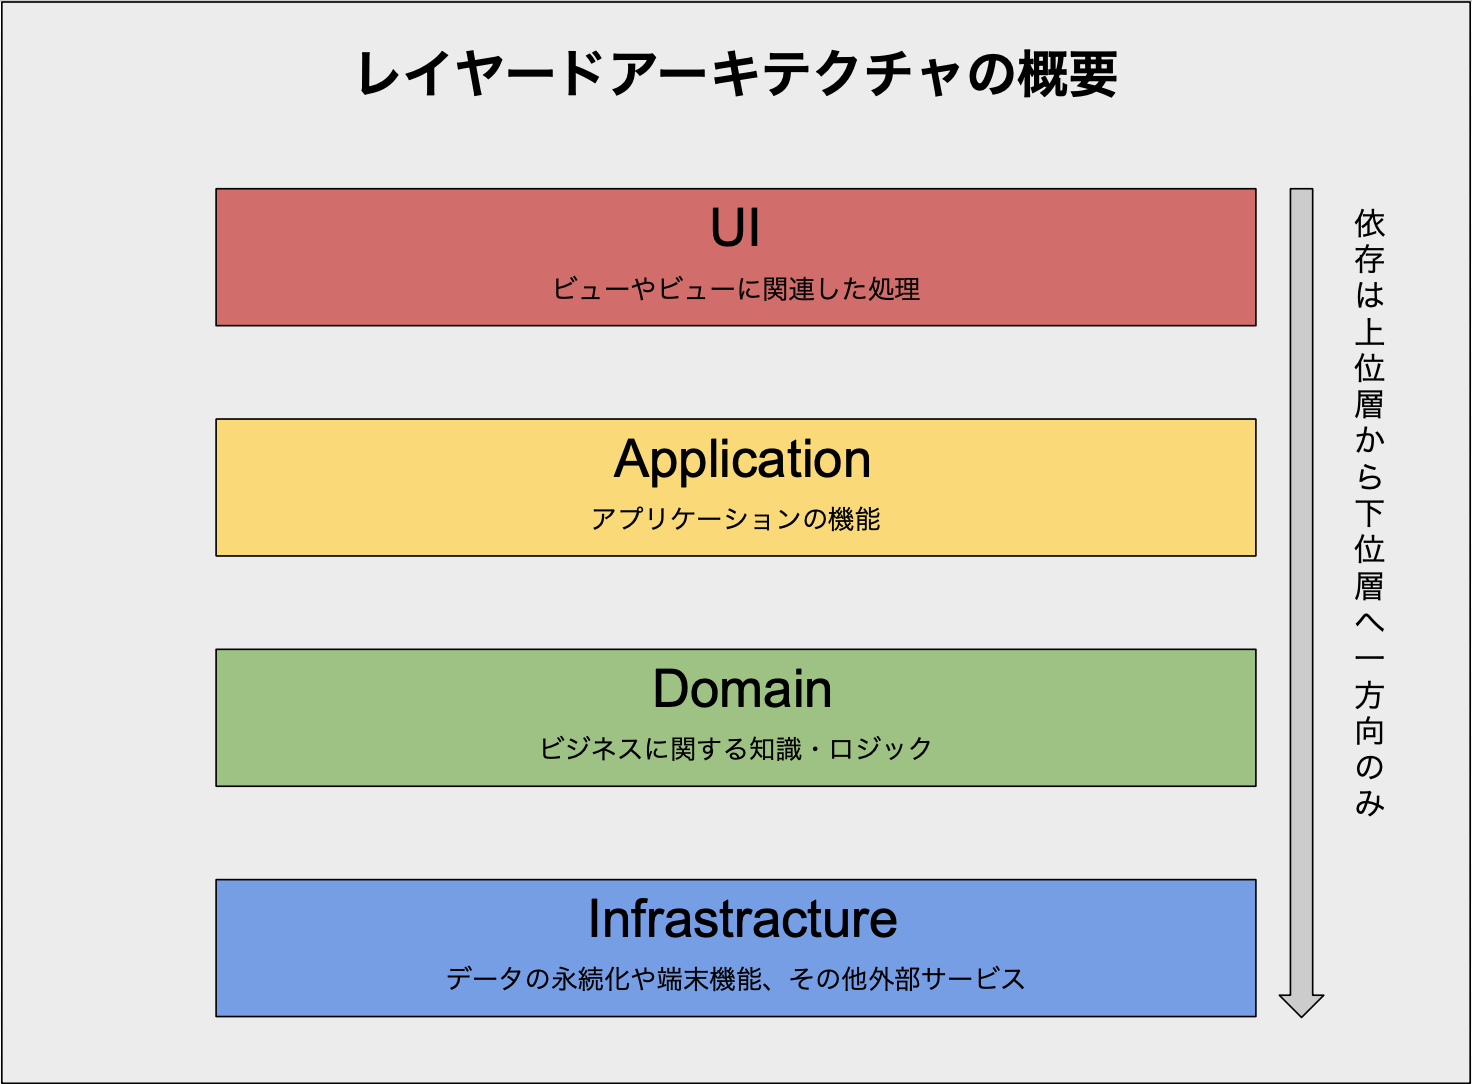 レイヤードアーキテクチャの概要
UI
ビューやビューに関連した処理
Application
アプリケーションの機能
Domain
ビジネスに関する知識・ロジック
Infrastracture
データの永続化や端末機能、その他外部サービス
依存は上位層から下位層へ一方向のみ